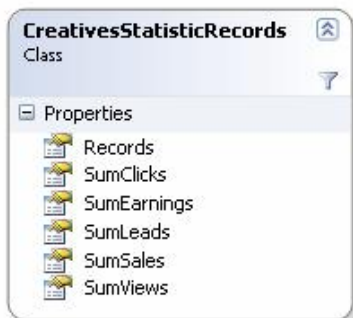 CreativesStatisticRecords
Class
Properties
Records
SumClicks
SumEarnings
SumLeads
SumSales
SumViews